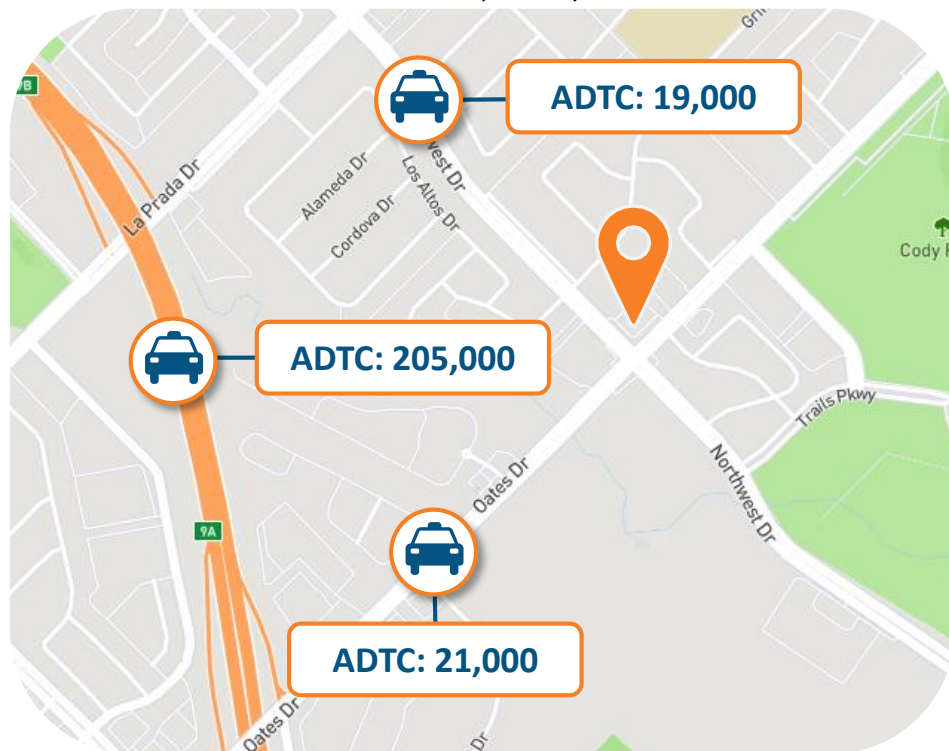 ADTC: 19,000
La Prada Dr
Alameda Dr
Cordova Dr
Los Altos Dr
west Dr
Cody
ADTC: 205,000
Trails Pkwy
Northwest Dr
Oates Dr
9A
ADTC: 21,000
Oates Dr
Dr